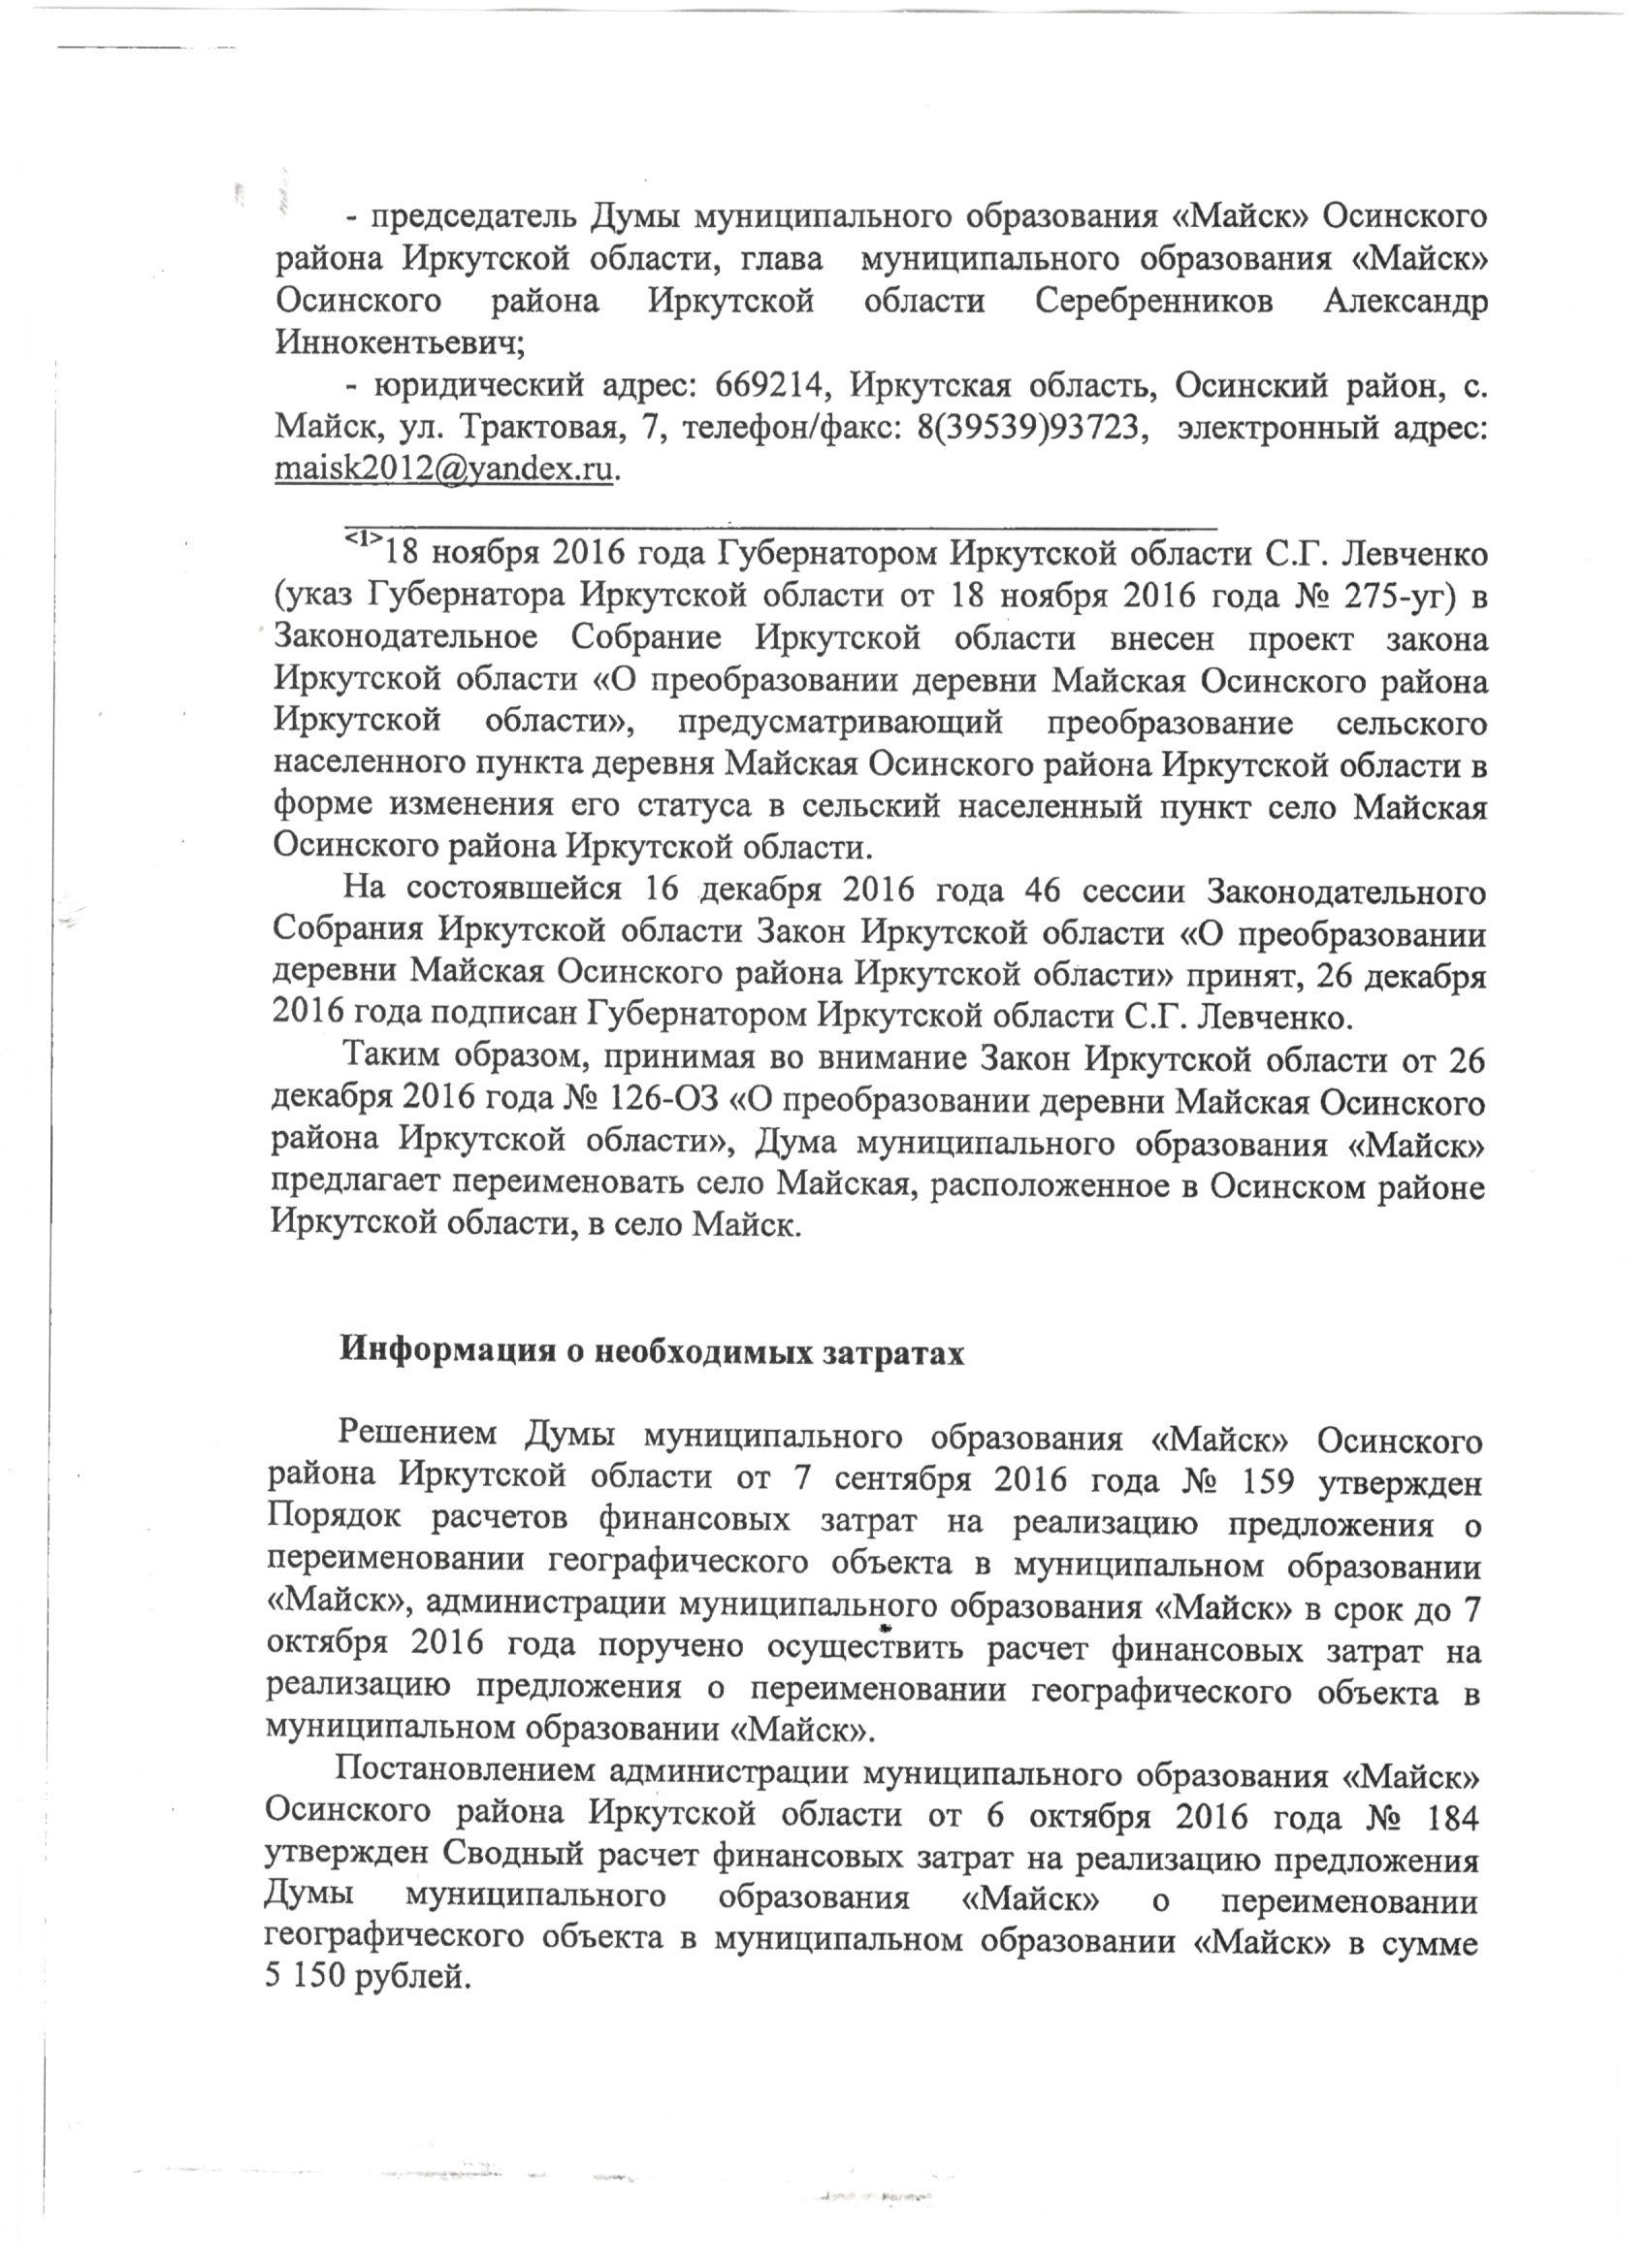 - председатель Думы муниципального образования «Майск» Осинского
района Иркутской области, глава муниципального образования «Майск»
Осинского района Иркутской области Серебренников Александр
Иннокентьевич;
- юридический адрес: 669214, Иркутская область, Осинский район, с.
Майск, ул. Трактовая, 7, телефон/факс: 8(39539)93723, электронный адрес:
maisk2012@yandex.ru.
<1>18 ноября 2016 года Губернатором Иркутской области С.Г. Левченко
(указ Губернатора Иркутской области от 18 ноября 2016 года № 275-уг) в
Законодательное Собрание Иркутской области внесен проект закона
Иркутской области «О преобразовании деревни Майская Осинского района
Иркутской области», предусматривающий преобразование сельского
населенного пункта деревня Майская Осинского района Иркутской области в
форме изменения его статуса в сельский населенный пункт село Майская
Осинского района Иркутской области.
На состоявшейся 16 декабря 2016 года 46 сессии Законодательного
Собрания Иркутской области Закон Иркутской области «О преобразовании
деревни Майская Осинского района Иркутской области» принят, 26 декабря
2016 года подписан Губернатором Иркутской области С.Г. Левченко.
Таким образом, принимая во внимание Закон Иркутской области от 26
декабря 2016 года № 126-ОЗ «О преобразовании деревни Майская Осинского
района Иркутской области», Дума муниципального образования «Майск»
предлагает переименовать село Майская, расположенное в Осинском районе
Иркутской области, в село Майск.
Информация о необходимых затратах
Решением Думы муниципального образования «Майск» Осинского
района Иркутской области от 7 сентября 2016 года № 159 утвержден
Порядок расчетов финансовых затрат на реализацию предложения о
переименовании географического объекта в муниципальном образовании
«Майск», администрации муниципального образования «Майск» в срок до 7
октября 2016 года поручено осуществить расчет финансовых затрат на
реализацию предложения о переименовании географического объекта в
муниципальном образовании «Майск».
Постановлением администрации муниципального образования «Майск»
Осинского района Иркутской области от 6 октября 2016 года № 184
утвержден Сводный расчет финансовых затрат на реализацию предложения
Думы муниципального образования «Майск» о переименовании
географического объекта в муниципальном образовании «Майск» в сумме
5 150 рублей.